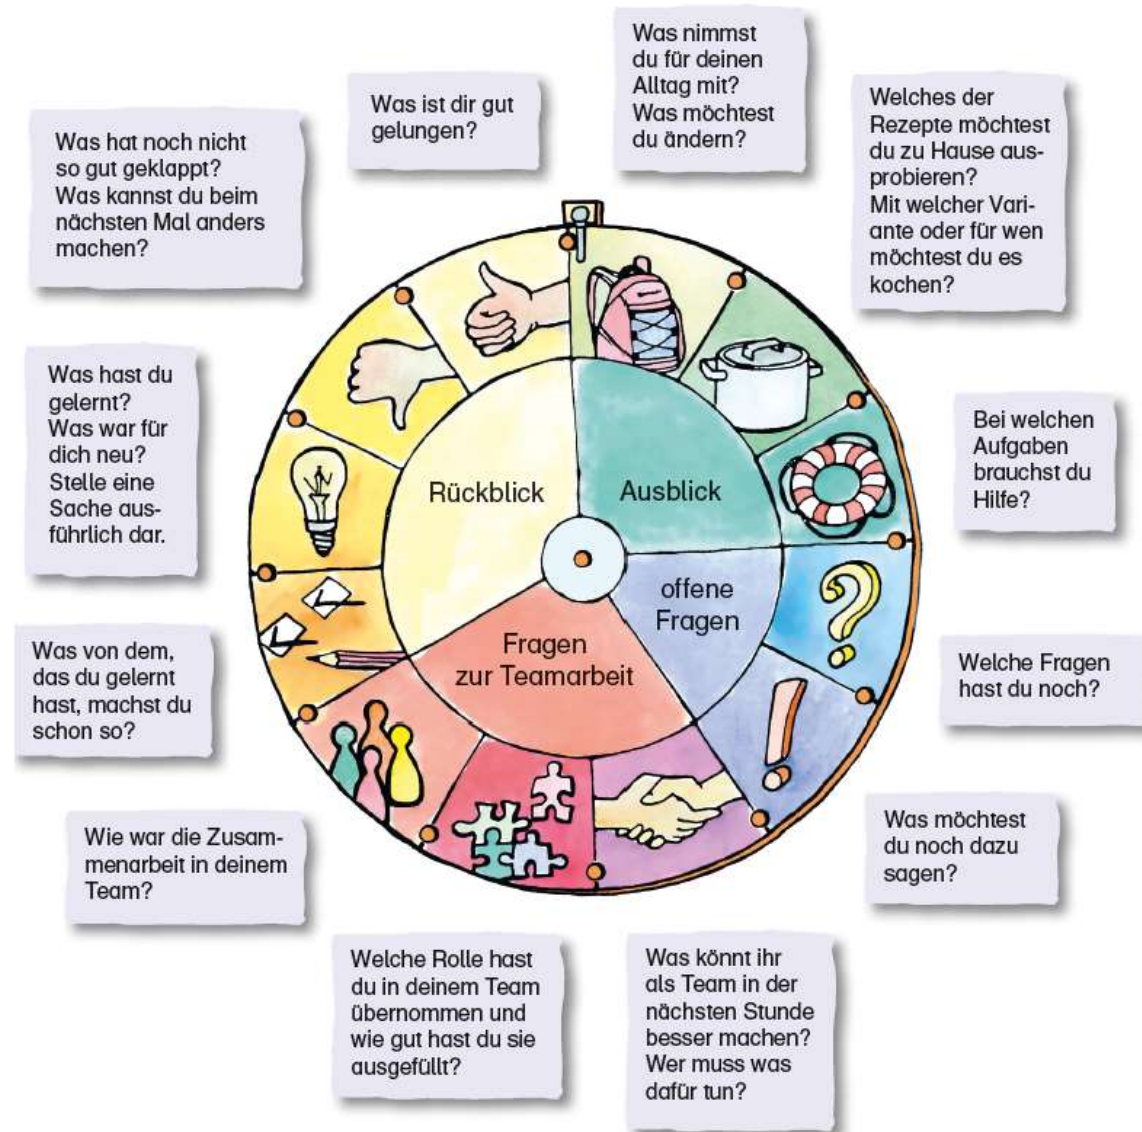 Was nimmst
du für deinen
Alltag mit?
Was möchtest
du ändern?
Welches der
Rezepte möchtest
du zu Hause aus-
probieren?
Mit welcher Vari-
ante oder für wen
möchtest du es
kochen?
Bei welchen
Aufgaben
brauchst du
Hilfe?
Welche Fragen
hast du noch?
Was möchtest
du noch dazu
sagen?
Was könnt ihr
als Team in der
nächsten Stunde
besser machen?
Wer muss was
dafür tun?
Welche Rolle hast
du in deinem Team
übernommen und
wie gut hast du sie
ausgefüllt?
Wie war die Zusam-
menarbeit in deinem
Team?
Was von dem,
das du gelernt
hast, machst du
schon so?
Was hast du
gelernt?
Was war für
dich neu?
Stelle eine
Sache aus-
führlich dar.
Was hat noch nicht
so gut geklappt?
Was kannst du beim
nächsten Mal anders
machen?
Was ist dir gut
gelungen?
Rückblick
Ausblick
offene
Fragen
Fragen
zur Teamarbeit